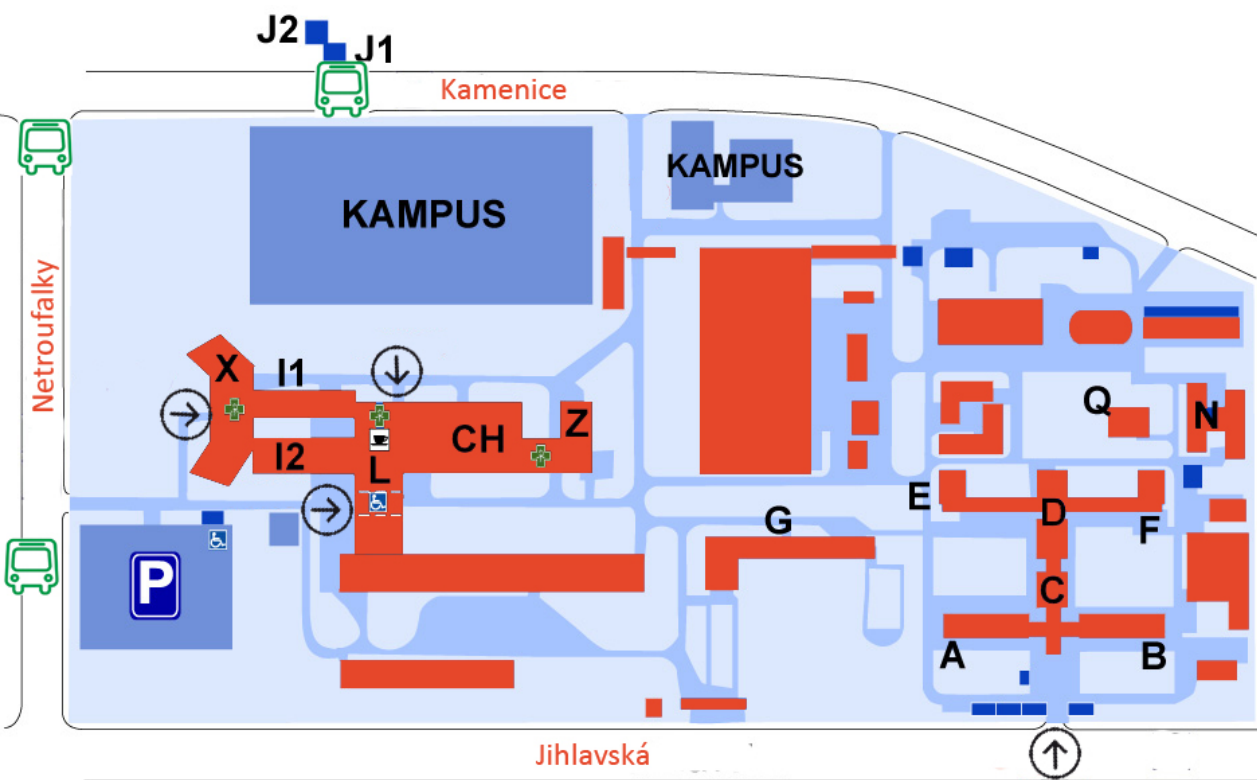 J2
J1
Kamenice
KAMPUS
KAMPUS
Netroufalky
X
I1
I2
L
CH
Z
Q
N
E
D
F
G
C
P
A
B
Jihlavská